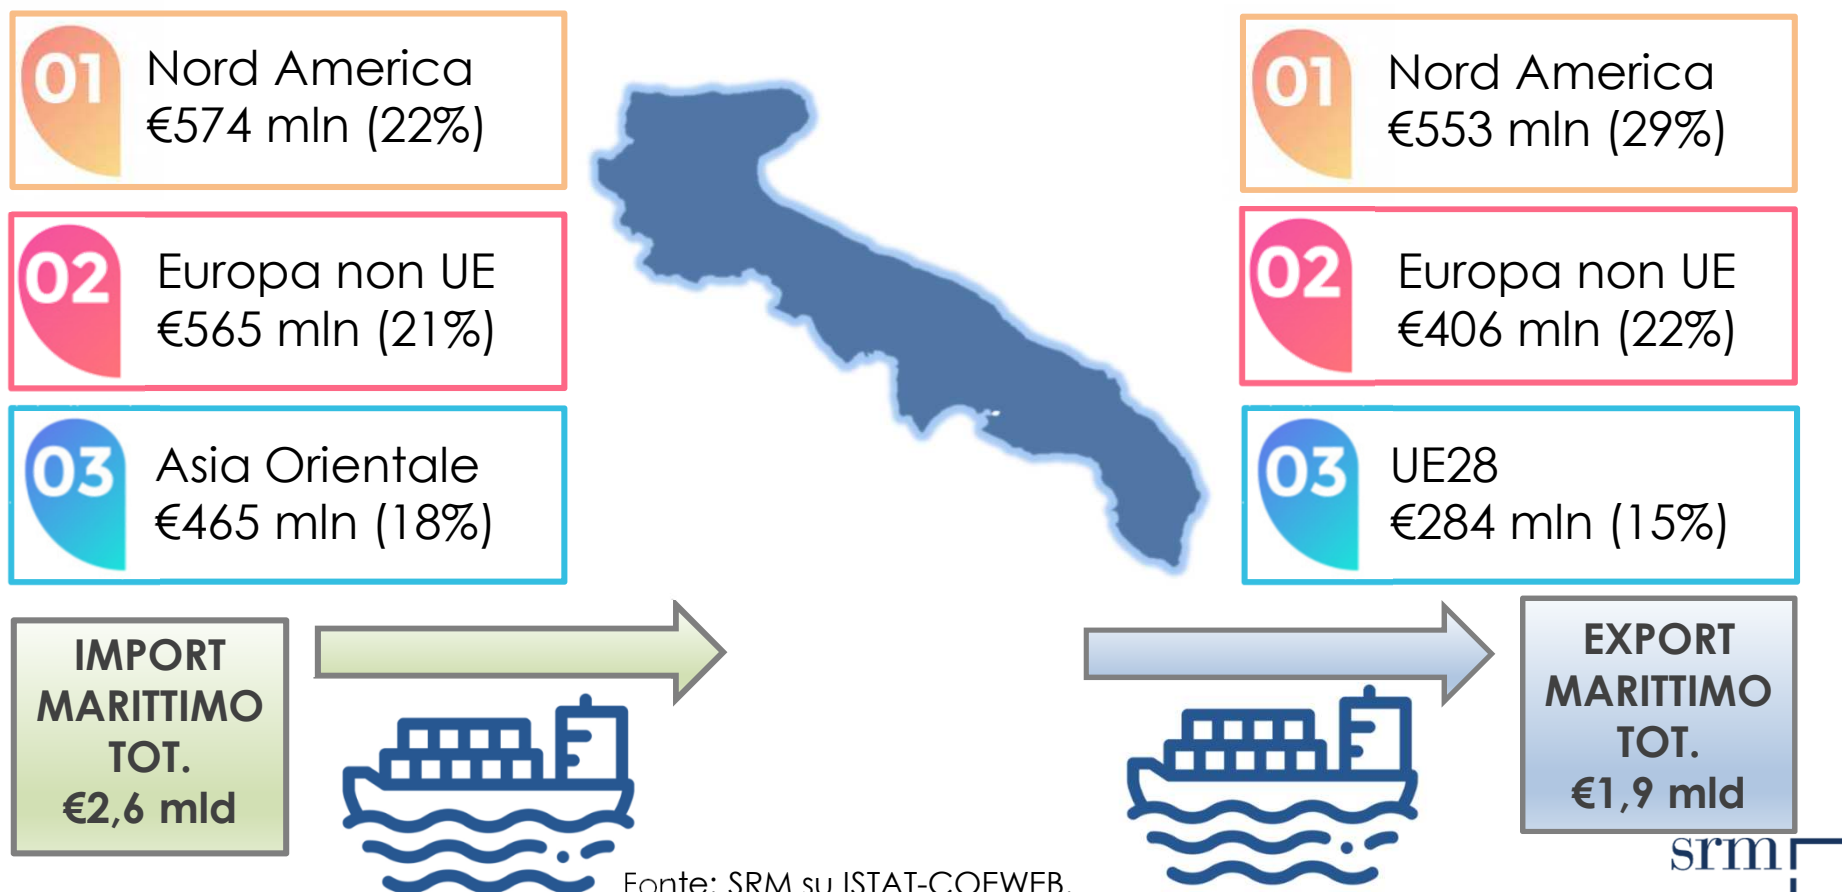 01
Nord America
€574 mln (22%)
02
Europa non UE
€565 mln (21%)
03
Asia Orientale
€465 mln (18%)
IMPORT
MARITTIMO
TOT.
€2,6 mld
01
Nord America
€553 mln (29%)
02
Europa non UE
€406 mln (22%)
03
UE28
€284 mln (15%)
EXPORT
MARITTIMO
TOT.
€1,9 mld
Fonte: SRM su ISTAT-COEWEB.
srm